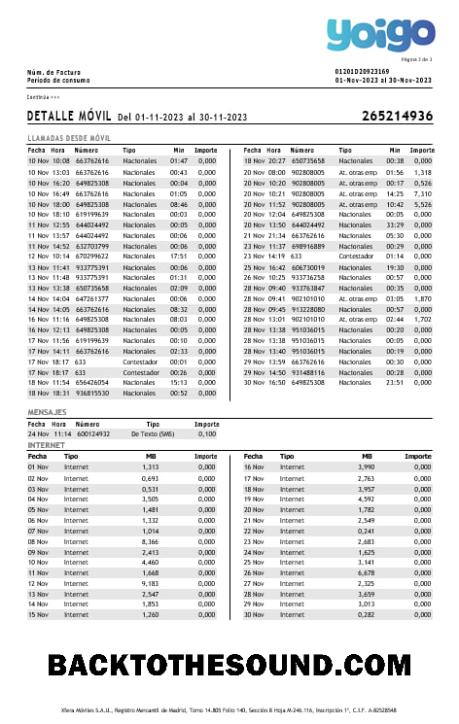 yoigo
Página 3 de 3
Núm. de Factura 01201D20923169
Periodo de consumo 01-Nov-2023 al 30-Nov-2023
Continúa >>>
DETALLE MÓVIL Del 01-11-2023 al 30-11-2023 265214936
LLAMADAS DESDE MÓVIL
Fecha Hora Número Tipo Min Importe
10 Nov 10:08 663762616 Nacionales 01:47 0,000
10 Nov 13:03 663762616 Nacionales 00:43 0,000
10 Nov 16:20 649825308 Nacionales 00:04 0,000
10 Nov 16:49 663762616 Nacionales 01:05 0,000
10 Nov 18:00 649825308 Nacionales 08:46 0,000
10 Nov 18:10 619199639 Nacionales 00:03 0,000
11 Nov 12:55 644024492 Nacionales 00:05 0,000
11 Nov 13:57 644024492 Nacionales 00:06 0,000
11 Nov 14:52 632703799 Nacionales 00:06 0,000
12 Nov 10:14 670299622 Nacionales 17:51 0,000
13 Nov 11:41 933775391 Nacionales 00:06 0,000
13 Nov 11:48 933775391 Nacionales 01:31 0,000
13 Nov 13:38 650735658 Nacionales 02:09 0,000
14 Nov 14:04 647261377 Nacionales 00:06 0,000
14 Nov 14:05 663762616 Nacionales 08:32 0,000
16 Nov 11:16 649825308 Nacionales 08:03 0,000
16 Nov 12:13 649825308 Nacionales 00:05 0,000
17 Nov 11:56 619199639 Nacionales 00:10 0,000
17 Nov 14:11 663762616 Nacionales 02:33 0,000
17 Nov 18:17 633 Contestador 00:01 0,000
17 Nov 18:17 633 Contestador 00:26 0,000
18 Nov 11:54 656426054 Nacionales 15:13 0,000
18 Nov 18:31 936815530 Nacionales 00:52 0,000
Fecha Hora Número Tipo Min Importe
18 Nov 20:27 650735658 Nacionales 00:38 0,000
20 Nov 08:00 902808005 At. otras emp 01:56 1,318
20 Nov 10:20 902808005 At. otras emp 00:17 0,526
20 Nov 10:21 902808005 At. otras emp 14:25 7,310
20 Nov 11:52 902808005 At. otras emp 10:42 5,526
20 Nov 12:04 649825308 Nacionales 00:05 0,000
20 Nov 13:50 644024492 Nacionales 33:29 0,000
21 Nov 21:34 663762616 Nacionales 05:30 0,000
23 Nov 11:37 698916889 Nacionales 00:29 0,000
23 Nov 14:19 633 Contestador 01:14 0,000
25 Nov 16:42 606730019 Nacionales 19:30 0,000
26 Nov 10:25 933736258 Nacionales 00:57 0,000
28 Nov 09:40 933763847 Nacionales 00:35 0,000
28 Nov 09:41 902101010 At. otras emp 03:05 1,870
28 Nov 09:45 913228080 Nacionales 00:57 0,000
28 Nov 13:01 902101010 At. otras emp 02:44 1,702
28 Nov 13:38 951036015 Nacionales 00:20 0,000
28 Nov 13:38 951036015 Nacionales 00:05 0,000
28 Nov 13:40 951036015 Nacionales 00:19 0,000
29 Nov 13:59 663762616 Nacionales 00:30 0,000
29 Nov 14:50 931488116 Nacionales 00:28 0,000
30 Nov 16:50 649825308 Nacionales 23:51 0,000
MENSAJES
Fecha Hora Número Tipo Importe
24 Nov 11:14 600124932 De Texto (SMS) 0,100
INTERNET
Fecha Tipo MB Importe
01 Nov Internet 1,313 0,000
02 Nov Internet 0,693 0,000
03 Nov Internet 0,531 0,000
04 Nov Internet 3,505 0,000
05 Nov Internet 1,481 0,000
06 Nov Internet 1,332 0,000
07 Nov Internet 1,014 0,000
08 Nov Internet 8,366 0,000
09 Nov Internet 2,413 0,000
10 Nov Internet 4,460 0,000
11 Nov Internet 1,668 0,000
12 Nov Internet 9,183 0,000
13 Nov Internet 2,547 0,000
14 Nov Internet 1,853 0,000
15 Nov Internet 1,260 0,000
Fecha Tipo MB Importe
16 Nov Internet 3,990 0,000
17 Nov Internet 2,763 0,000
18 Nov Internet 3,957 0,000
19 Nov Internet 4,592 0,000
20 Nov Internet 1,782 0,000
21 Nov Internet 2,549 0,000
22 Nov Internet 0,241 0,000
23 Nov Internet 2,683 0,000
24 Nov Internet 1,625 0,000
25 Nov Internet 3,141 0,000
26 Nov Internet 6,678 0,000
27 Nov Internet 2,325 0,000
28 Nov Internet 3,659 0,000
29 Nov Internet 3,013 0,000
30 Nov Internet 0,282 0,000
BACKTOTHESOUND.COM
Xfera Móviles S.A.U., Registro Mercantil de Madrid, Tomo 14.805 Folio 140, Sección 8 Hoja M-246.116, Inscripción 1ª, C.I.F. A-82528548